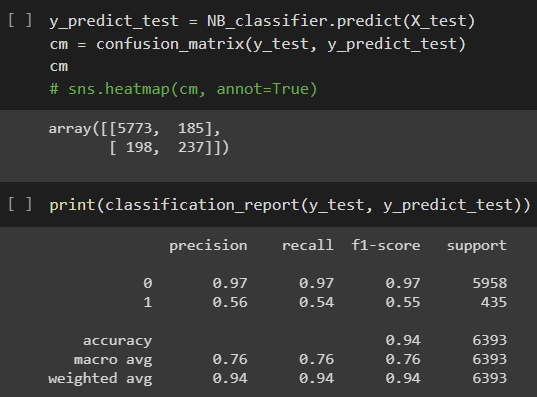 [ ] y_predict_test = NB_classifier.predict(X_test)
cm = confusion_matrix(y_test, y_predict_test)
cm
# sns.heatmap(cm, annot=True)
array([[5773,  185],
       [ 198,  237]])
[ ] print(classification_report(y_test, y_predict_test))
              precision    recall  f1-score   support
           0       0.97      0.97      0.97      5958
           1       0.56      0.54      0.55       435
    accuracy                           0.94      6393
   macro avg       0.76      0.76      0.76      6393
weighted avg       0.94      0.94      0.94      6393